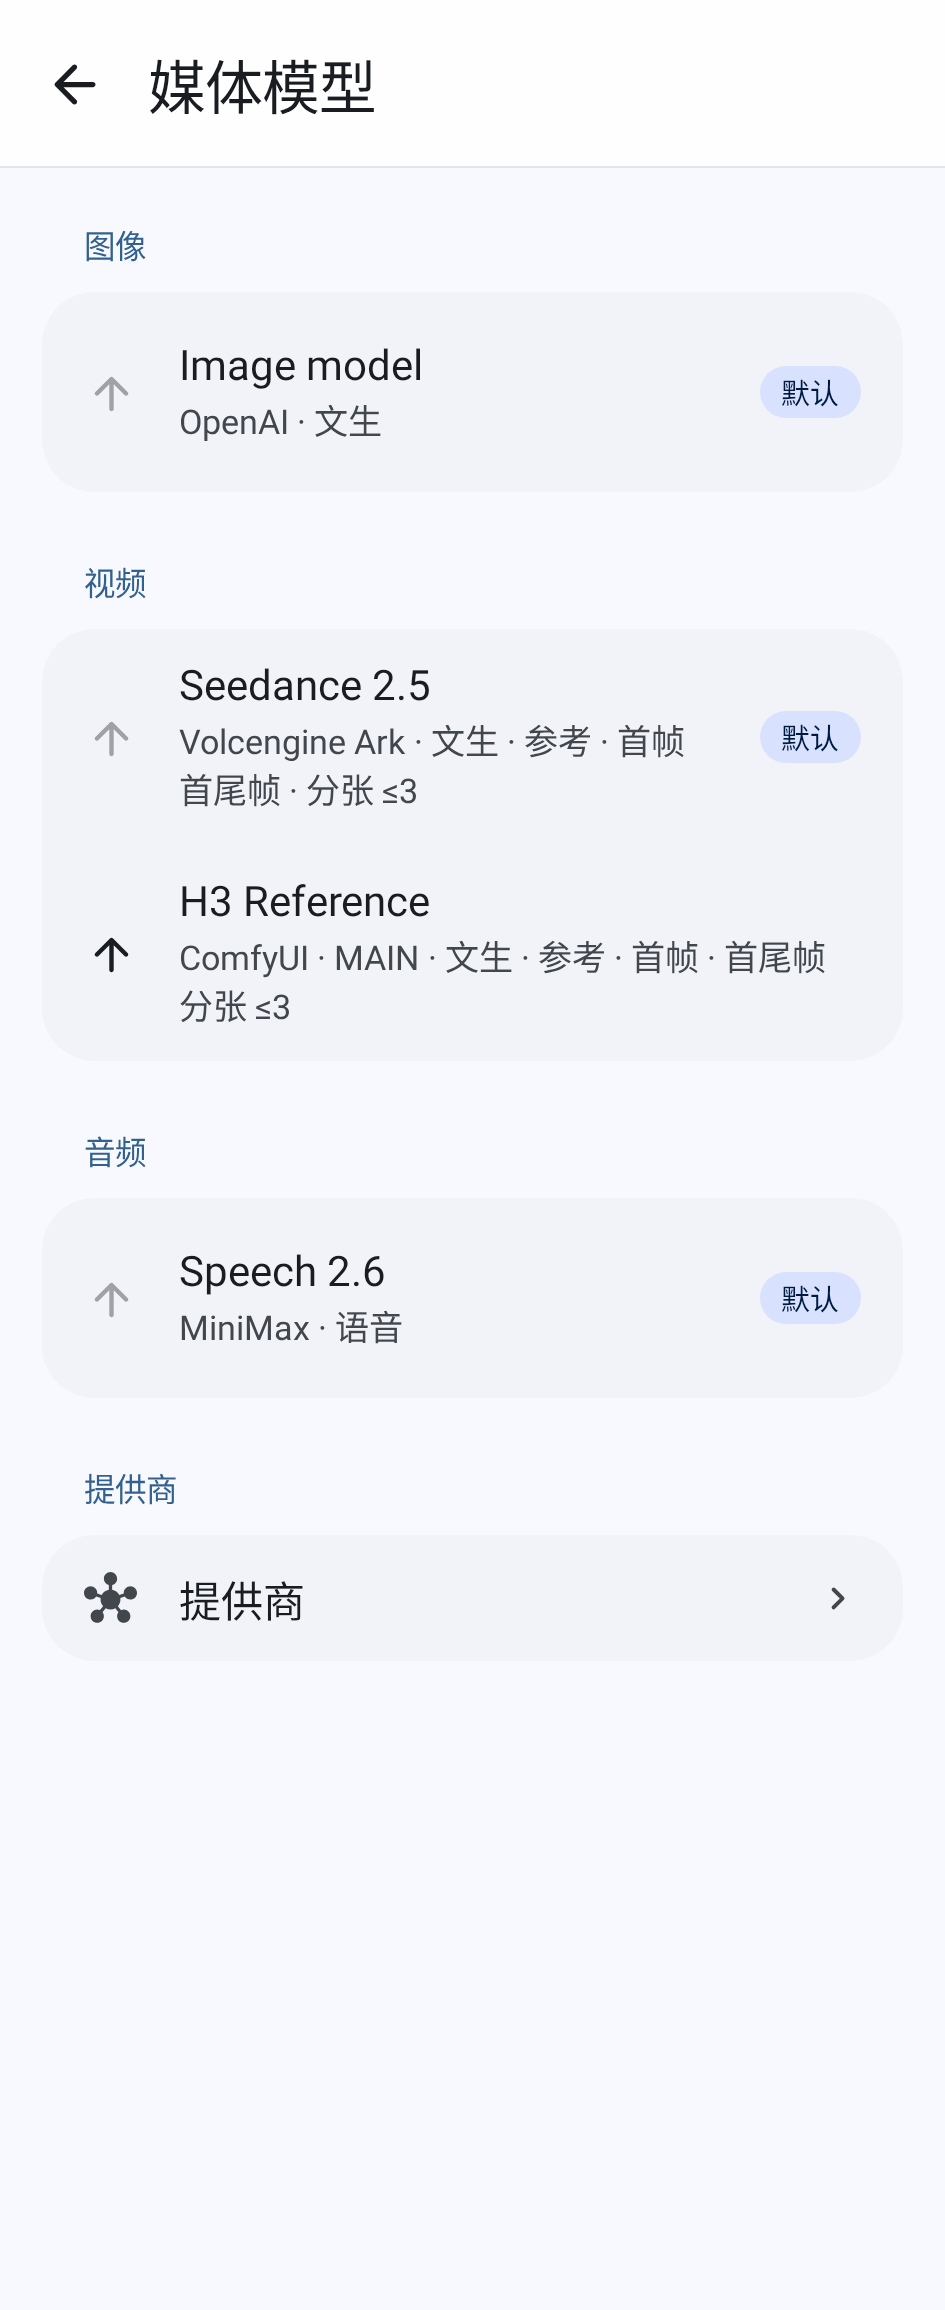 媒体模型
图像
Image model
OpenAI · 文生
默认
视频
Seedance 2.5
Volcengine Ark · 文生 · 参考 · 首帧
首尾帧 · 分张 ≤3
默认
H3 Reference
ComfyUI · MAIN · 文生 · 参考 · 首帧 · 首尾帧
分张 ≤3
音频
Speech 2.6
MiniMax · 语音
默认
提供商
提供商